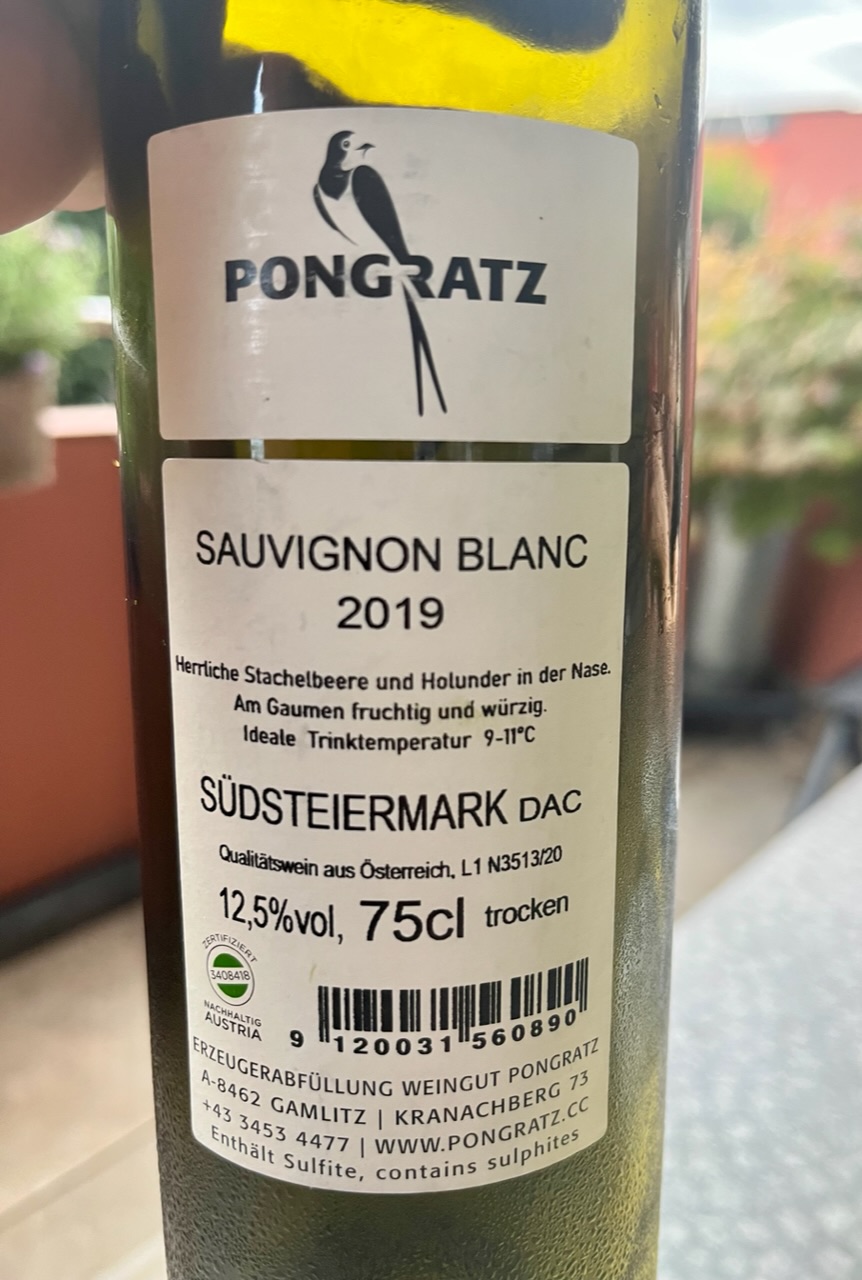 PONGRATZ
SAUVIGNON BLANC
2019
Herrliche Stachelbeere und Holunder in der Nase.
Am Gaumen fruchtig und würzig.
Ideale Trinktemperatur 9-11°C
SÜDSTEIERMARK DAC
Qualitätswein aus Österreich, L1 N3513/20
12,5%vol, 75cl trocken
ZERTIFIZIERT
3408418
NACHHALTIG
AUSTRIA
9 120031 560890
ERZEUGERABFÜLLUNG WEINGUT PONGRATZ
A-8462 GAMLITZ | KRANACHBERG 73
+43 3453 4477 | WWW.PONGRATZ.CC
Enthält Sulfite, contains sulphites